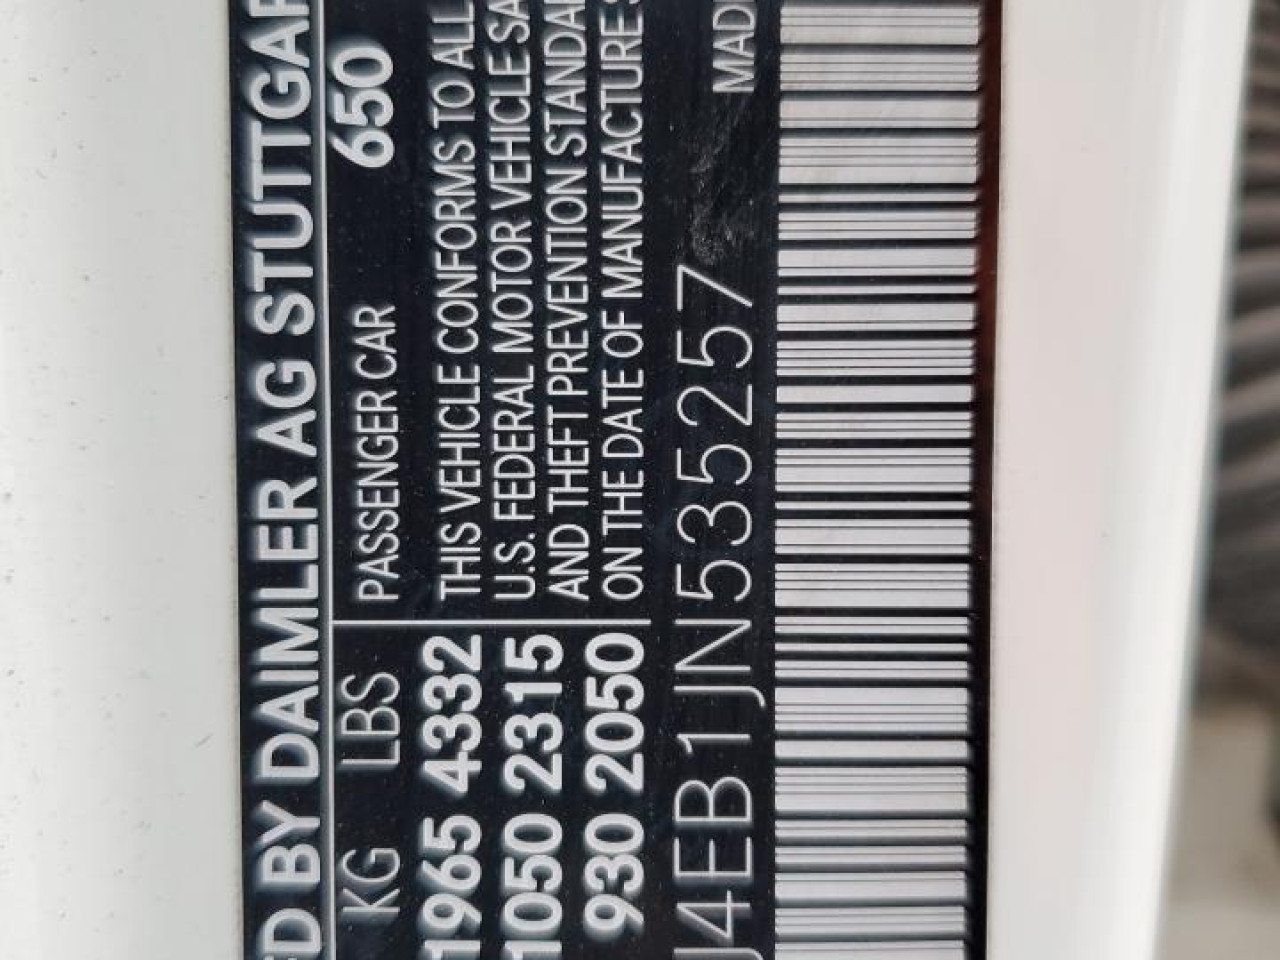 ED BY DAIMLER AG STUTTGAR
KG LBS PASSENGER CAR 650
1965 4332 THIS VEHICLE CONFORMS TO ALL
1050 2315 U.S. FEDERAL MOTOR VEHICLE SA
930 2050 AND THEFT PREVENTION STANDA
ON THE DATE OF MANUFACTURE
J4EB1JN535257 MAD